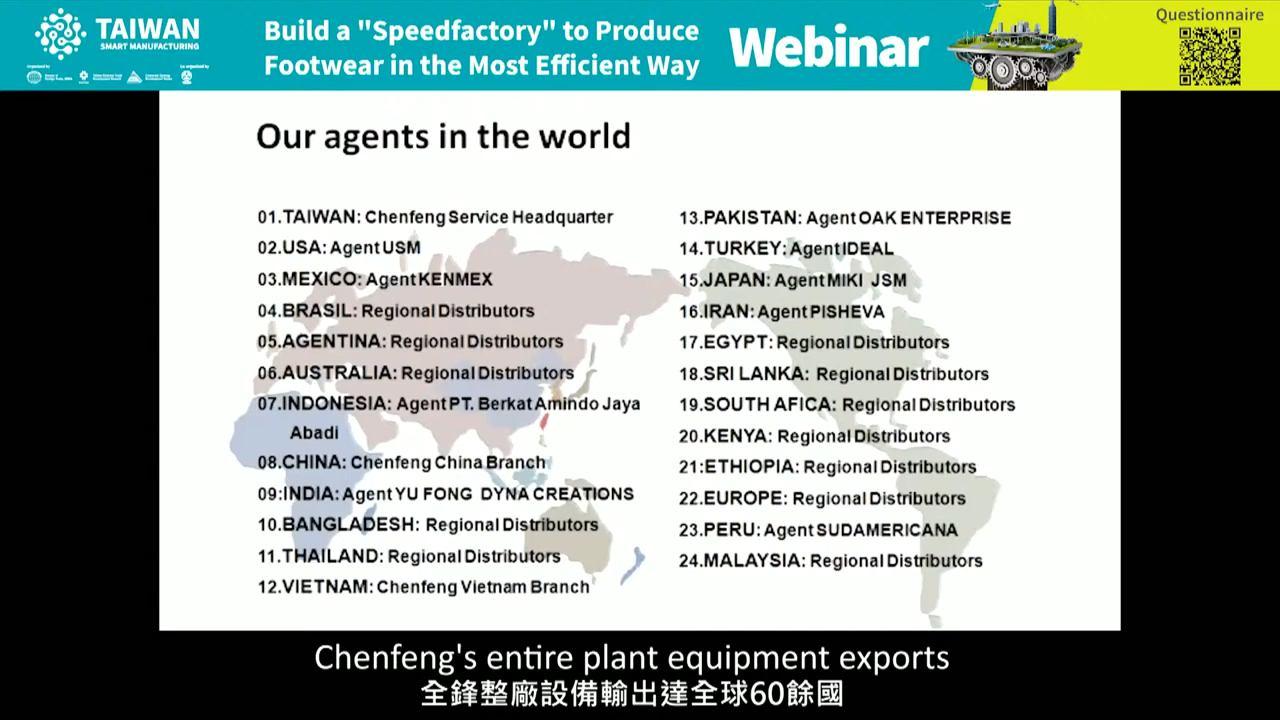 TAIWAN
SMART MANUFACTURING
Organized by
Co-organized by
Build a "Speedfactory" to Produce
Footwear in the Most Efficient Way
Webinar
Questionnaire
Our agents in the world
01.TAIWAN: Chenfeng Service Headquarter
02.USA: Agent USM
03.MEXICO: Agent KENMEX
04.BRASIL: Regional Distributors
05.AGENTINA: Regional Distributors
06.AUSTRALIA: Regional Distributors
07.INDONESIA: Agent PT. Berkat Amindo Jaya
Abadi
08.CHINA: Chenfeng China Branch
09:INDIA: Agent YU FONG DYNA CREATIONS
10.BANGLADESH: Regional Distributors
11.THAILAND: Regional Distributors
12.VIETNAM: Chenfeng Vietnam Branch
13.PAKISTAN: Agent OAK ENTERPRISE
14.TURKEY: Agent IDEAL
15.JAPAN: Agent MIKI JSM
16.IRAN: Agent PISHEVA
17.EGYPT: Regional Distributors
18.SRI LANKA: Regional Distributors
19.SOUTH AFICA: Regional Distributors
20.KENYA: Regional Distributors
21:ETHIOPIA: Regional Distributors
22.EUROPE: Regional Distributors
23.PERU: Agent SUDAMERICANA
24.MALAYSIA: Regional Distributors
Chenfeng's entire plant equipment exports
全鋒整廠設備輸出達全球60餘國